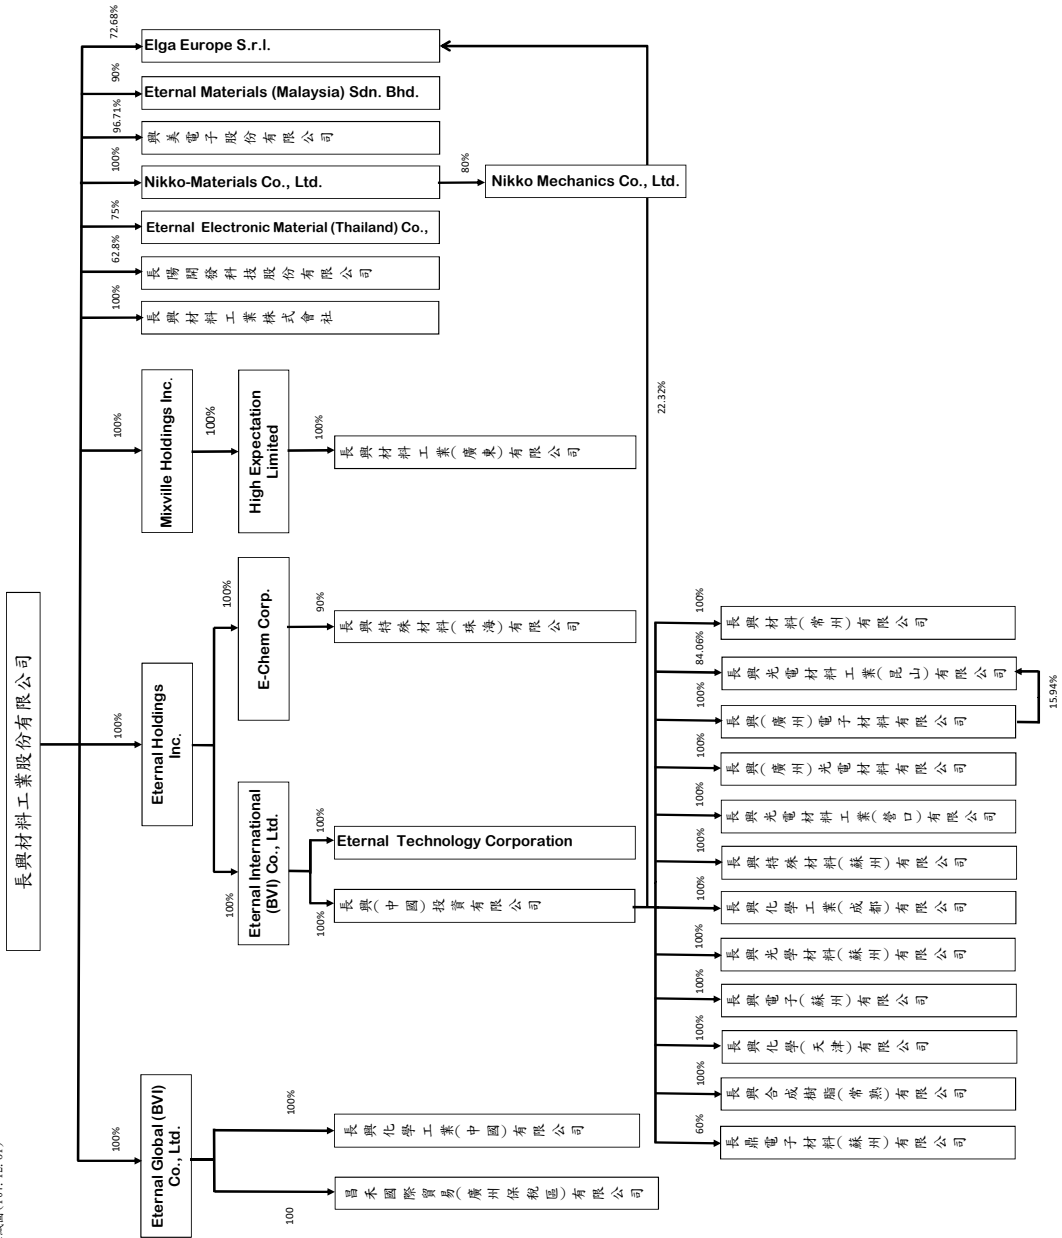 長興材料工業股份有限公司
72.68%
Elga Europe S.r.l.
90%
Eternal Materials (Malaysia) Sdn. Bhd.
96.71%
興美電子股份有限公司
100%
Nikko-Materials Co., Ltd.
80%
Nikko Mechanics Co., Ltd.
75%
Eternal Electronic Material (Thailand) Co.,
62.8%
長陽開發科技股份有限公司
100%
長興材料工業株式會社
22.32%
100%
Mixville Holdings Inc.
100%
High Expectation
Limited
100%
長興材料工業(廣東)有限公司
100%
Eternal Holdings
Inc.
100%
E-Chem Corp.
90%
長興特殊材料(珠海)有限公司
100%
Eternal International
(BVI) Co., Ltd.
100%
Eternal Technology Corporation
100%
長興(中國)投資有限公司
100%
長興材料(常州)有限公司
84.06%
長興光電材料工業(昆山)有限公司
100%
長興(廣州)電子材料有限公司
15.94%
100%
長興(廣州)光電材料有限公司
100%
長興光電材料工業(營口)有限公司
100%
長興特殊材料(蘇州)有限公司
100%
長興化學工業(成都)有限公司
100%
長興光學材料(蘇州)有限公司
100%
長興電子(蘇州)有限公司
100%
長興化學(天津)有限公司
100%
長興合成樹脂(常熟)有限公司
60%
長鼎電子材料(蘇州)有限公司
100%
Eternal Global (BVI)
Co., Ltd.
100%
長興化學工業(中國)有限公司
100
昌禾國際貿易(廣州保稅區)有限公司